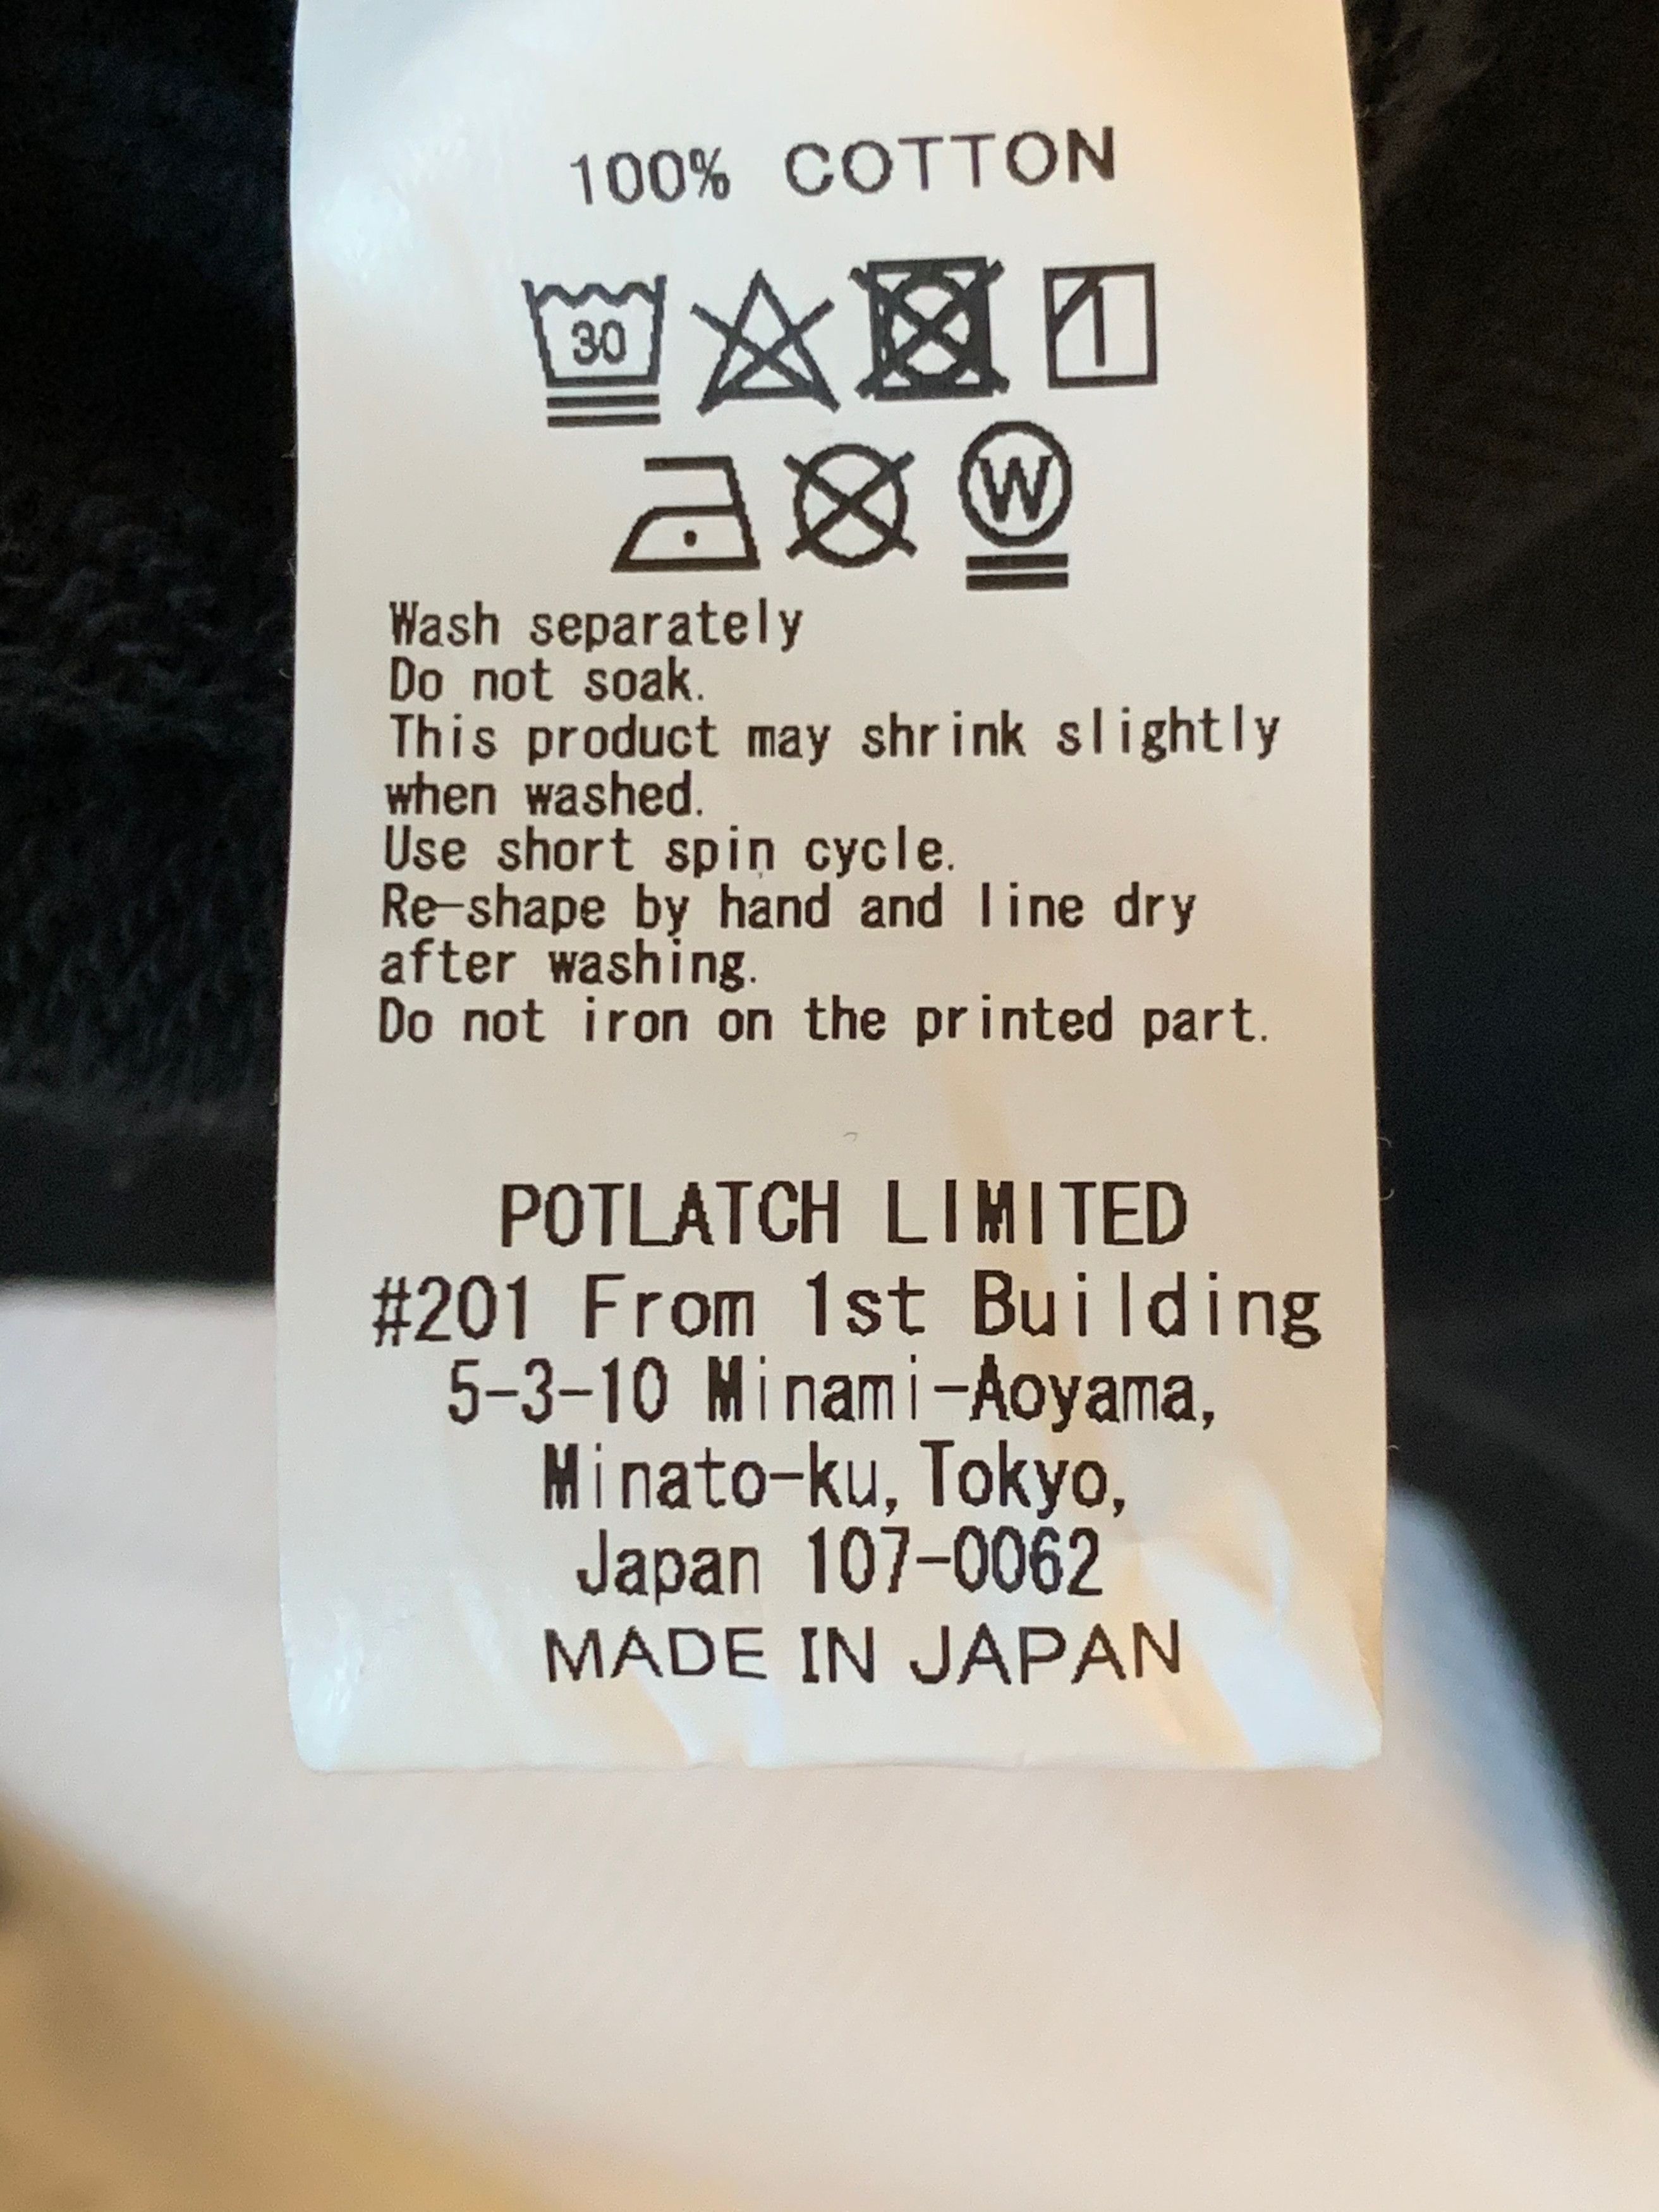 100% COTTON
30
W
Wash separately
Do not soak.
This product may shrink slightly
when washed.
Use short spin cycle.
Re-shape by hand and line dry
after washing.
Do not iron on the printed part.
POTLATCH LIMITED
#201 From 1st Building
5-3-10 Minami-Aoyama,
Minato-ku, Tokyo,
Japan 107-0062
MADE IN JAPAN